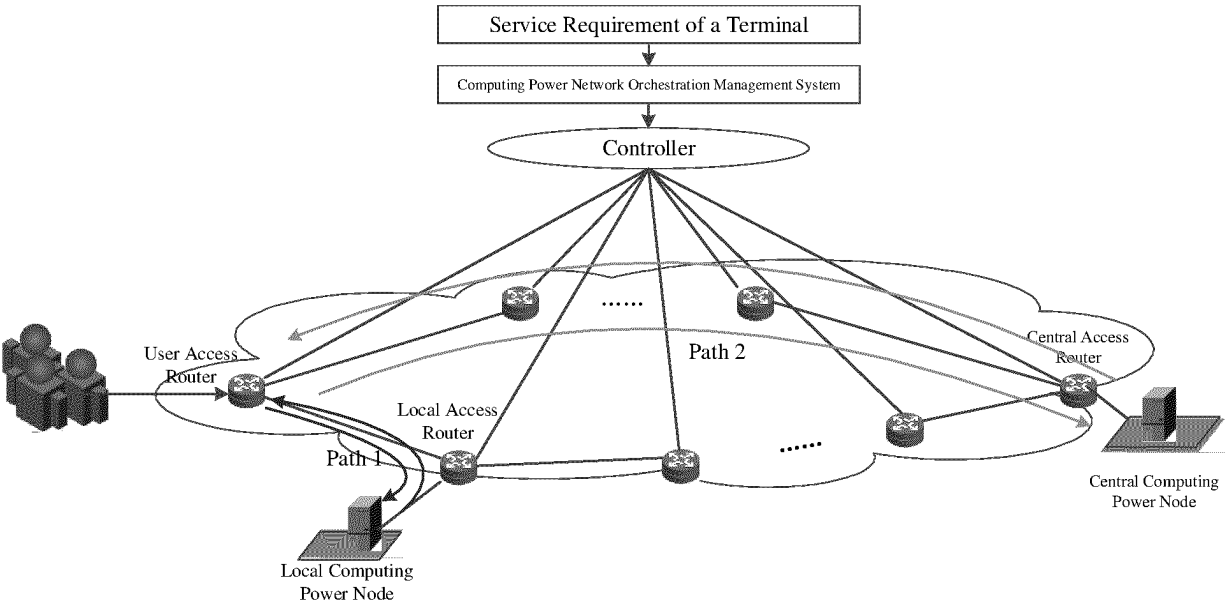 Service Requirement of a Terminal
Computing Power Network Orchestration Management System
Controller
......
Path 2
Central Access
Router
User Access
Router
Local Access
Router
......
Path 1
Central Computing
Power Node
Local Computing
Power Node